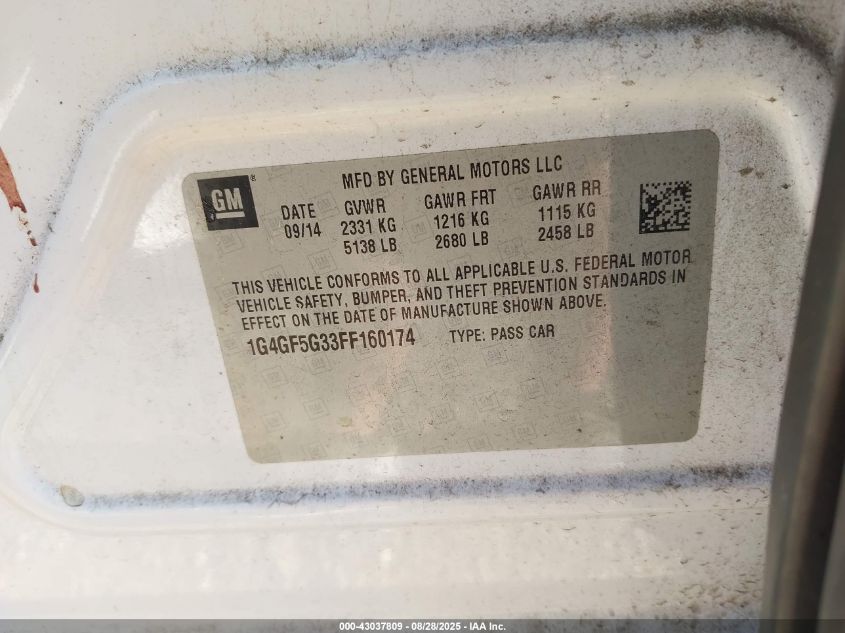 GM ®
MFD BY GENERAL MOTORS LLC
DATE GVWR GAWR FRT GAWR RR
09/14 2331 KG 1216 KG 1115 KG
5138 LB 2680 LB 2458 LB
THIS VEHICLE CONFORMS TO ALL APPLICABLE U.S. FEDERAL MOTOR
VEHICLE SAFETY, BUMPER, AND THEFT PREVENTION STANDARDS IN
EFFECT ON THE DATE OF MANUFACTURE SHOWN ABOVE.
1G4GF5G33FF160174 TYPE: PASS CAR
000-43037809 - 08/28/2025 - IAA Inc.